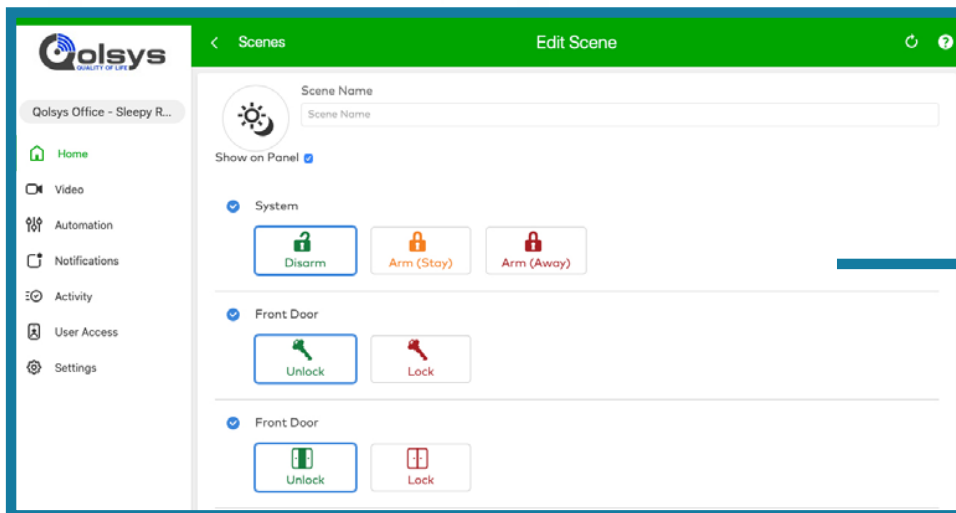 Qolsys
QUALITY OF LIFE
Qolsys Office - Sleepy R...
Home
Video
Automation
Notifications
Activity
User Access
Settings
Scenes
Edit Scene
?
Scene Name
Scene Name
Show on Panel
System
Disarm
Arm (Stay)
Arm (Away)
Front Door
Unlock
Lock
Front Door
Unlock
Lock